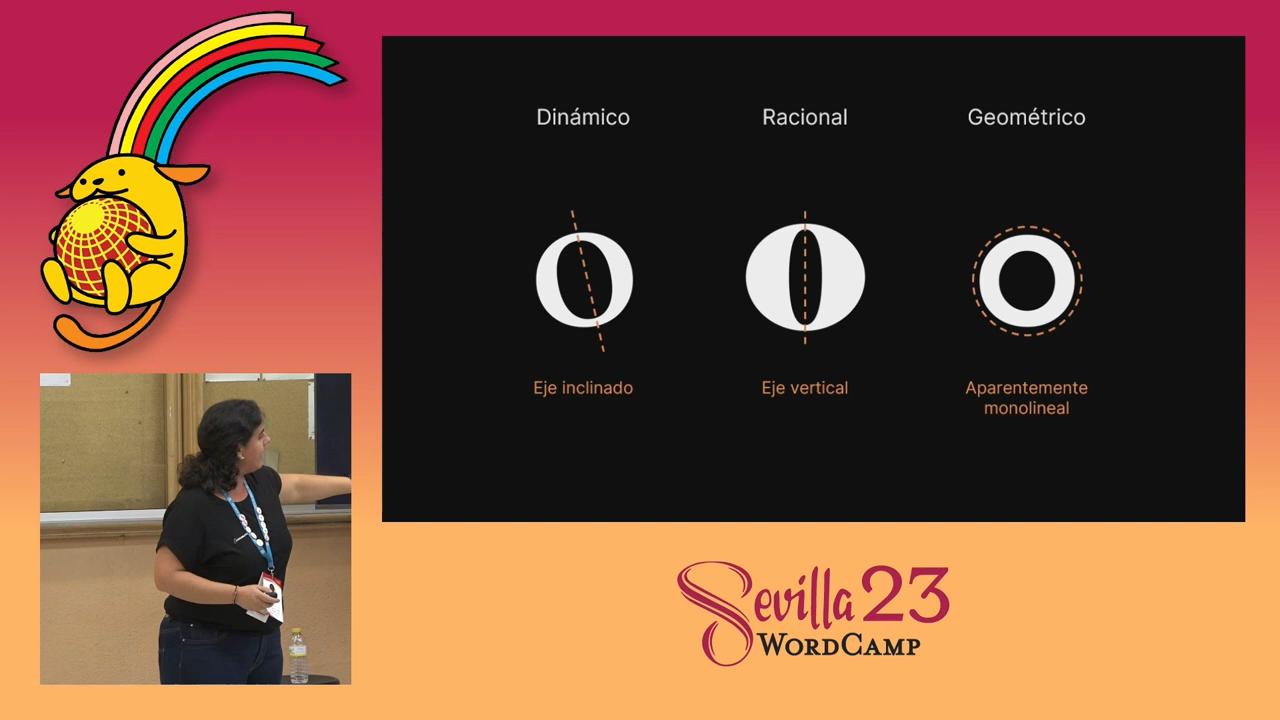 Dinámico
Racional
Geométrico
O
O
O
Eje inclinado
Eje vertical
Aparentemente
monolineal
Sevilla 23
WORDCAMP